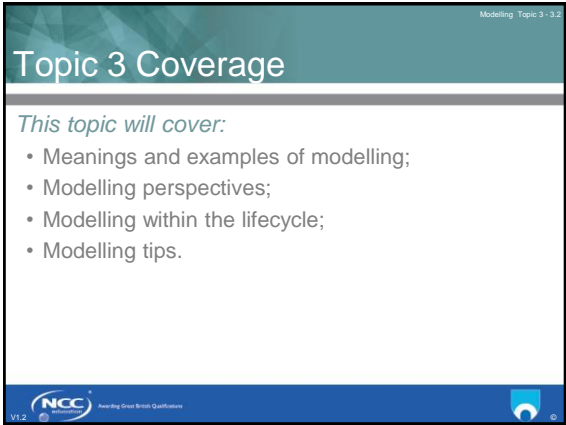 Modelling Topic 3 - 3.2
Topic 3 Coverage
This topic will cover:
• Meanings and examples of modelling;
• Modelling perspectives;
• Modelling within the lifecycle;
• Modelling tips.
NCC
education
Awarding Great British Qualifications
V1.2
©